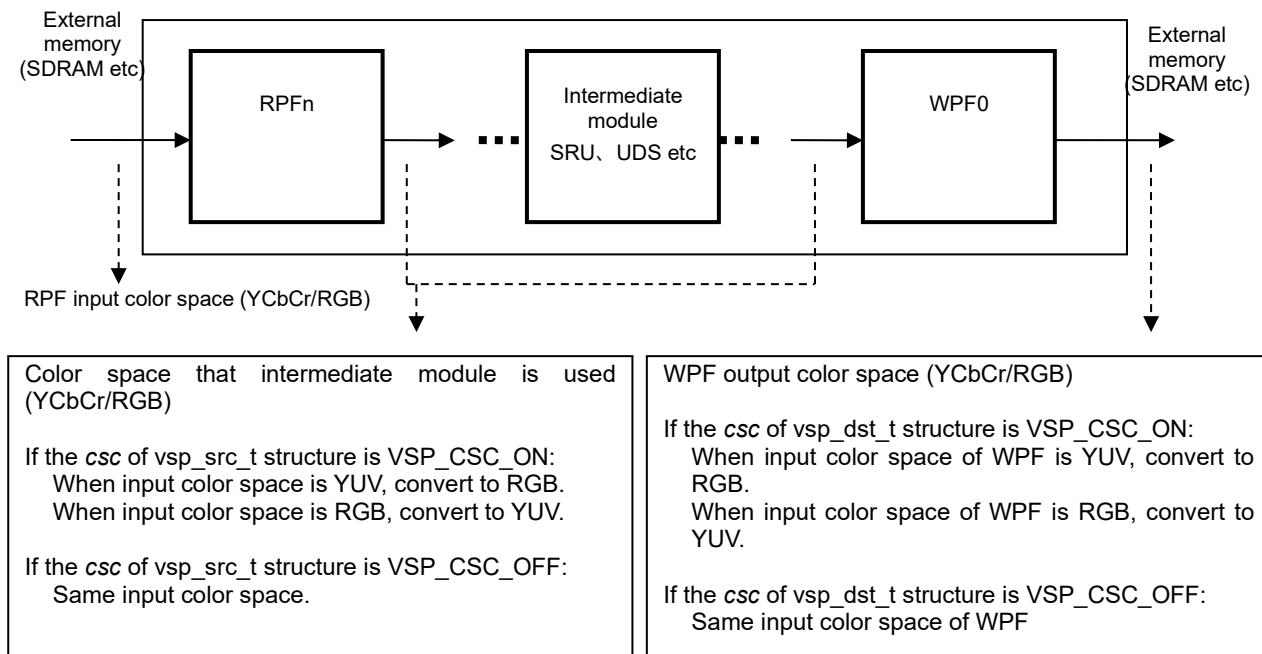 External
memory
(SDRAM etc)
External
memory
(SDRAM etc)
RPFn
Intermediate
module
SRU、UDS etc
WPF0
RPF input color space (YCbCr/RGB)
Color space that intermediate module is used
(YCbCr/RGB)
If the csc of vsp_src_t structure is VSP_CSC_ON:
When input color space is YUV, convert to RGB.
When input color space is RGB, convert to YUV.
If the csc of vsp_src_t structure is VSP_CSC_OFF:
Same input color space.
WPF output color space (YCbCr/RGB)
If the csc of vsp_dst_t structure is VSP_CSC_ON:
When input color space of WPF is YUV, convert to
RGB.
When input color space of WPF is RGB, convert to
YUV.
If the csc of vsp_dst_t structure is VSP_CSC_OFF:
Same input color space of WPF